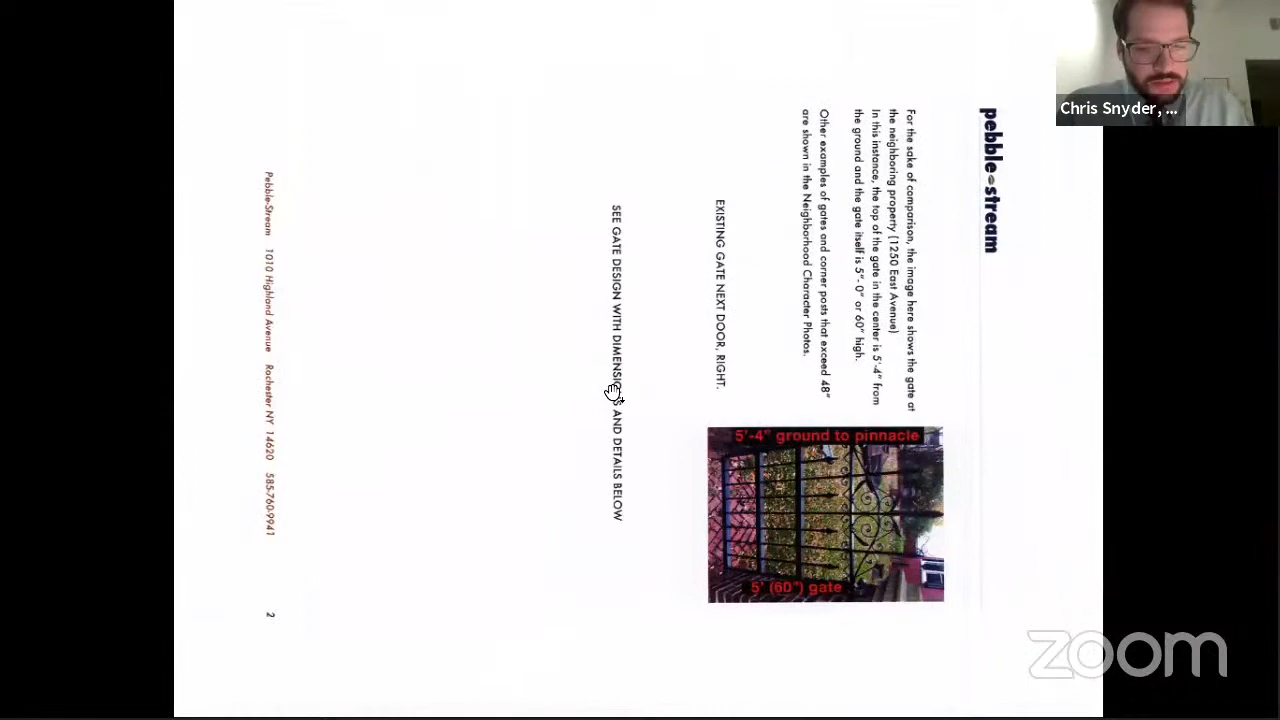 pebble-stream
For the sake of comparison, the image here shows the gate at
the neighboring property (1250 East Avenue)
In this instance, the top of the gate in the center is 5'-4" from
the ground and the gate itself is 5"- 0" or 60" high.
Other examples of gates and corner posts that exceed 48"
are shown in the Neighborhood Character Photos.
EXISTING GATE NEXT DOOR, RIGHT.
5'-4" ground to pinnacle
5' (60") gate
SEE GATE DESIGN WITH DIMENSIONS AND DETAILS BELOW
Pebble-Stream 1010 Highland Avenue Rochester NY 14620 585-760-9941
2
Chris Snyder, ...
zoom